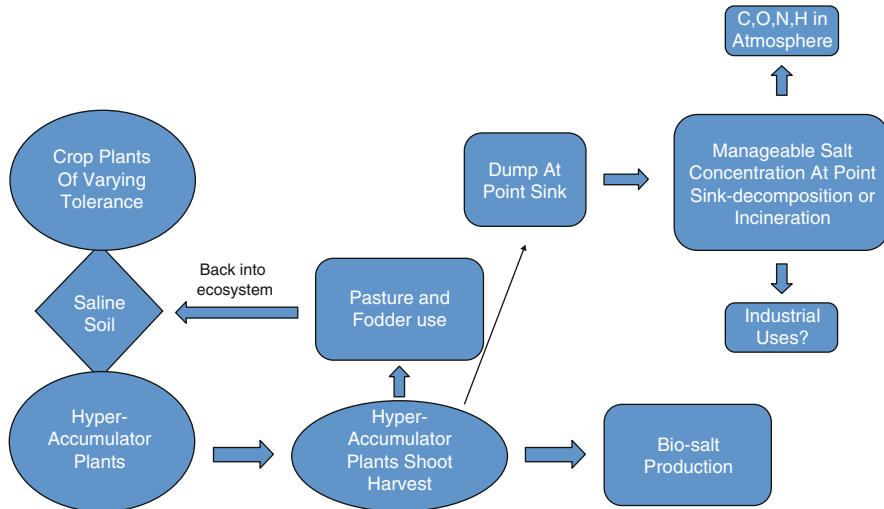 C,O,N,H in
Atmosphere
Crop Plants
Of Varying
Tolerance
Dump At
Point Sink
Manageable Salt
Concentration At Point
Sink-decomposition or
Incineration
Back into
ecosystem
Saline
Soil
Pasture and
Fodder use
Industrial
Uses?
Hyper-
Accumulator
Plants
Hyper-
Accumulator
Plants Shoot
Harvest
Bio-salt
Production